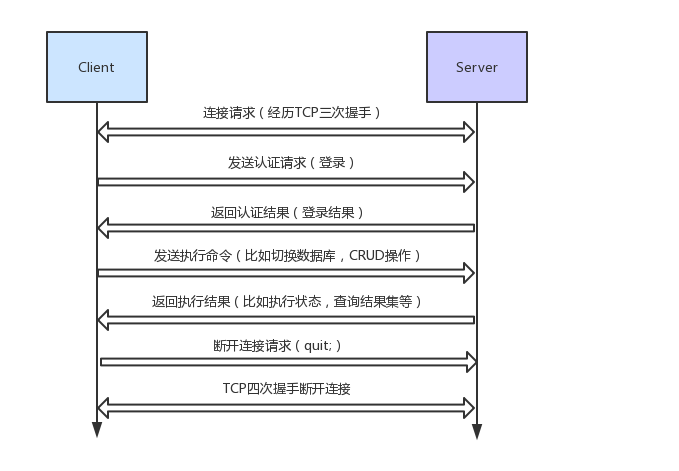 Client
Server
连接请求（经历TCP三次握手）
发送认证请求（登录）
返回认证结果（登录结果）
发送执行命令（比如切换数据库，CRUD操作）
返回执行结果（比如执行状态，查询结果集等）
断开连接请求（quit;）
TCP四次握手断开连接